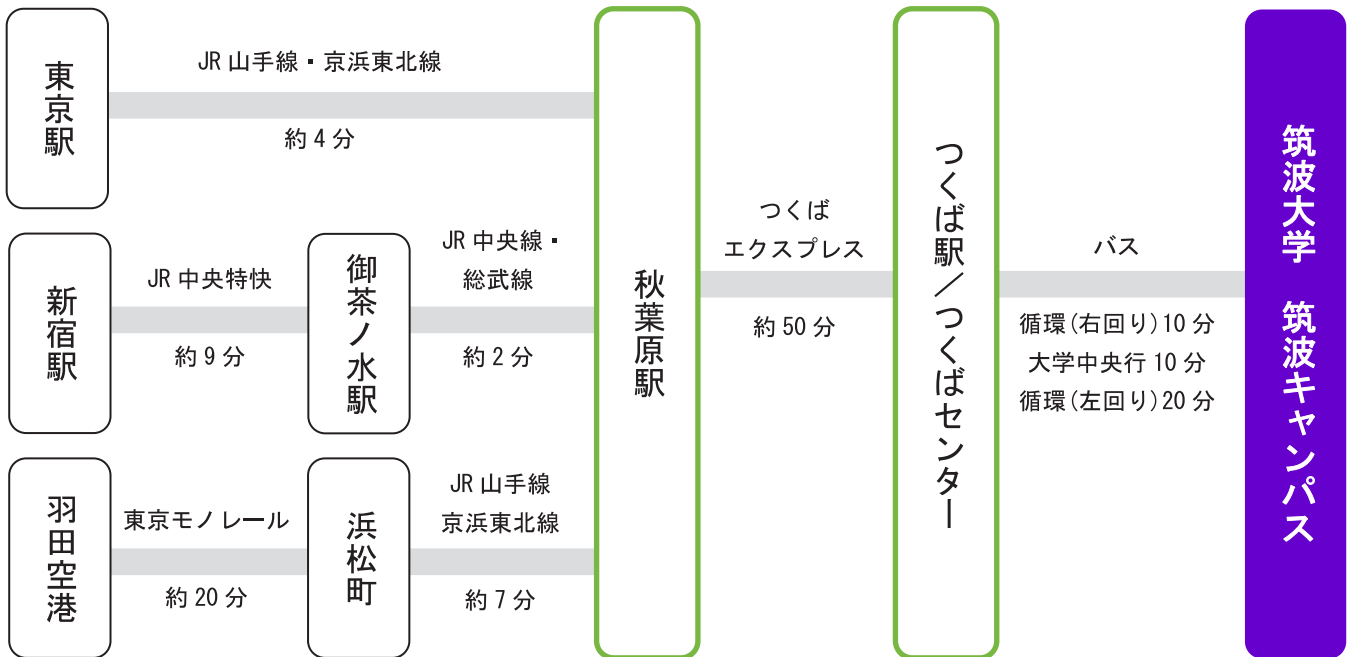 東京駅
JR 山手線・京浜東北線
約 4 分
新宿駅
JR 中央特快
約 9 分
御茶ノ水駅
JR 中央線・
総武線
約 2 分
羽田空港
東京モノレール
約 20 分
浜松町
JR 山手線
京浜東北線
約 7 分
秋葉原駅
つくば
エクスプレス
約 50 分
つくば駅／つくばセンター
バス
循環(右回り)10 分
大学中央行 10 分
循環(左回り)20 分
筑波大学 筑波キャンパス